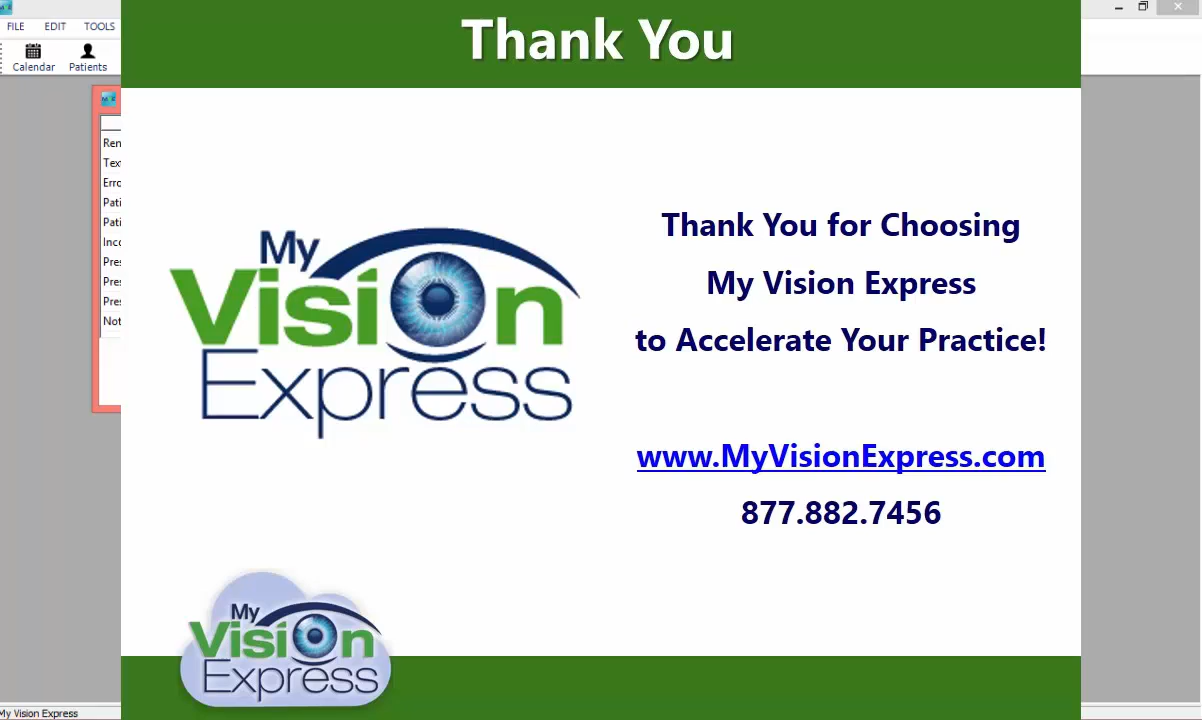 FILE EDIT TOOLS
Calendar Patients
Thank You
My
Vision
Express
Thank You for Choosing
My Vision Express
to Accelerate Your Practice!
www.MyVisionExpress.com
877.882.7456
My
Vision
Express
My Vision Express